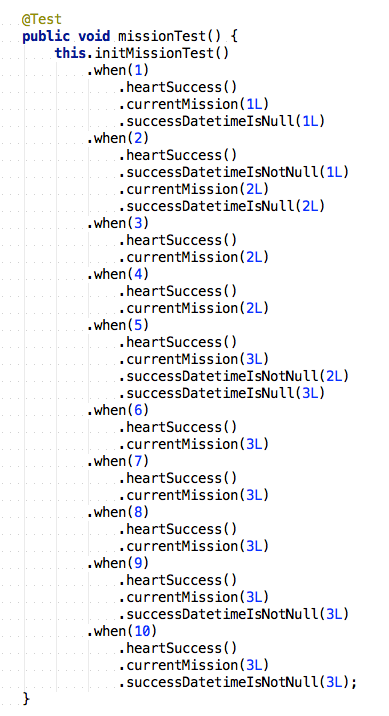 @Test
public void missionTest() {
    this.initMissionTest()
        .when(1)
            .heartSuccess()
            .currentMission(1L)
            .successDatetimeIsNull(1L)
        .when(2)
            .heartSuccess()
            .successDatetimeIsNotNull(1L)
            .currentMission(2L)
            .successDatetimeIsNull(2L)
        .when(3)
            .heartSuccess()
            .currentMission(2L)
        .when(4)
            .heartSuccess()
            .currentMission(2L)
        .when(5)
            .heartSuccess()
            .currentMission(3L)
            .successDatetimeIsNotNull(2L)
            .successDatetimeIsNull(3L)
        .when(6)
            .heartSuccess()
            .currentMission(3L)
        .when(7)
            .heartSuccess()
            .currentMission(3L)
        .when(8)
            .heartSuccess()
            .currentMission(3L)
        .when(9)
            .heartSuccess()
            .currentMission(3L)
            .successDatetimeIsNotNull(3L)
        .when(10)
            .heartSuccess()
            .currentMission(3L)
            .successDatetimeIsNotNull(3L);
}